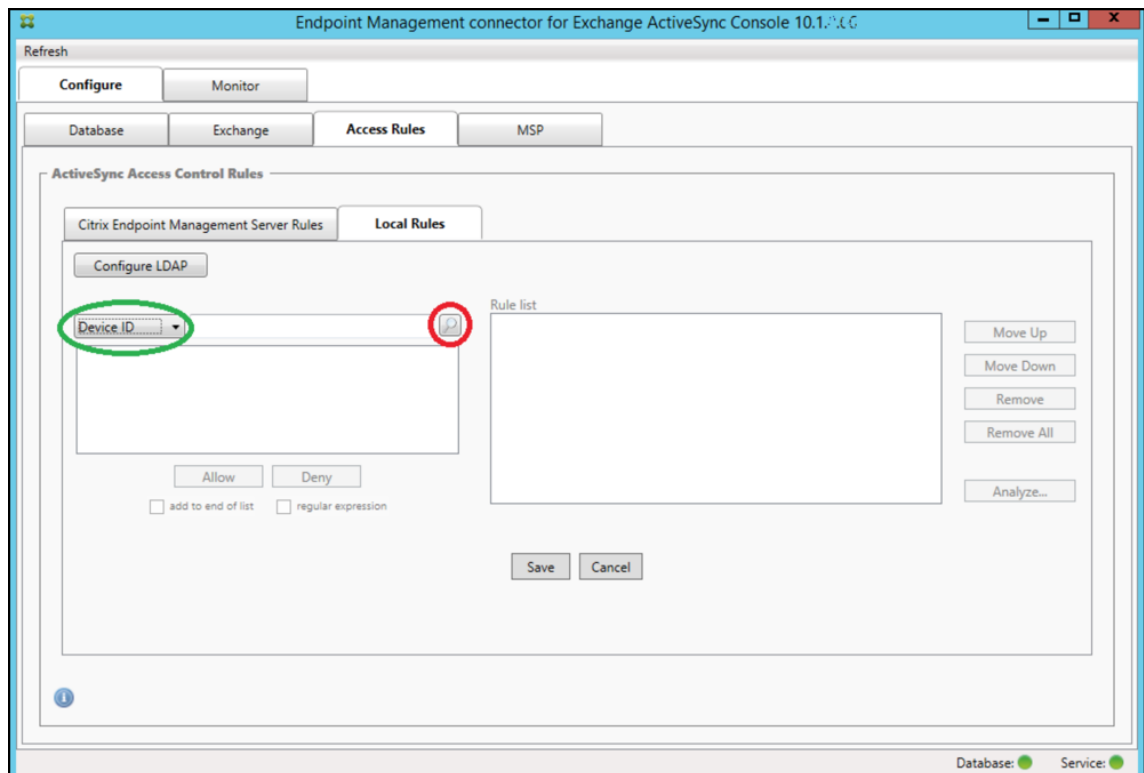 Endpoint Management connector for Exchange ActiveSync Console 10.1.
Refresh
Configure Monitor
Database Exchange Access Rules MSP
ActiveSync Access Control Rules
Citrix Endpoint Management Server Rules Local Rules
Configure LDAP
Rule list
Device ID
Move Up
Move Down
Remove
Remove All
Allow Deny
Analyze...
add to end of list regular expression
Save Cancel
Database: Service: